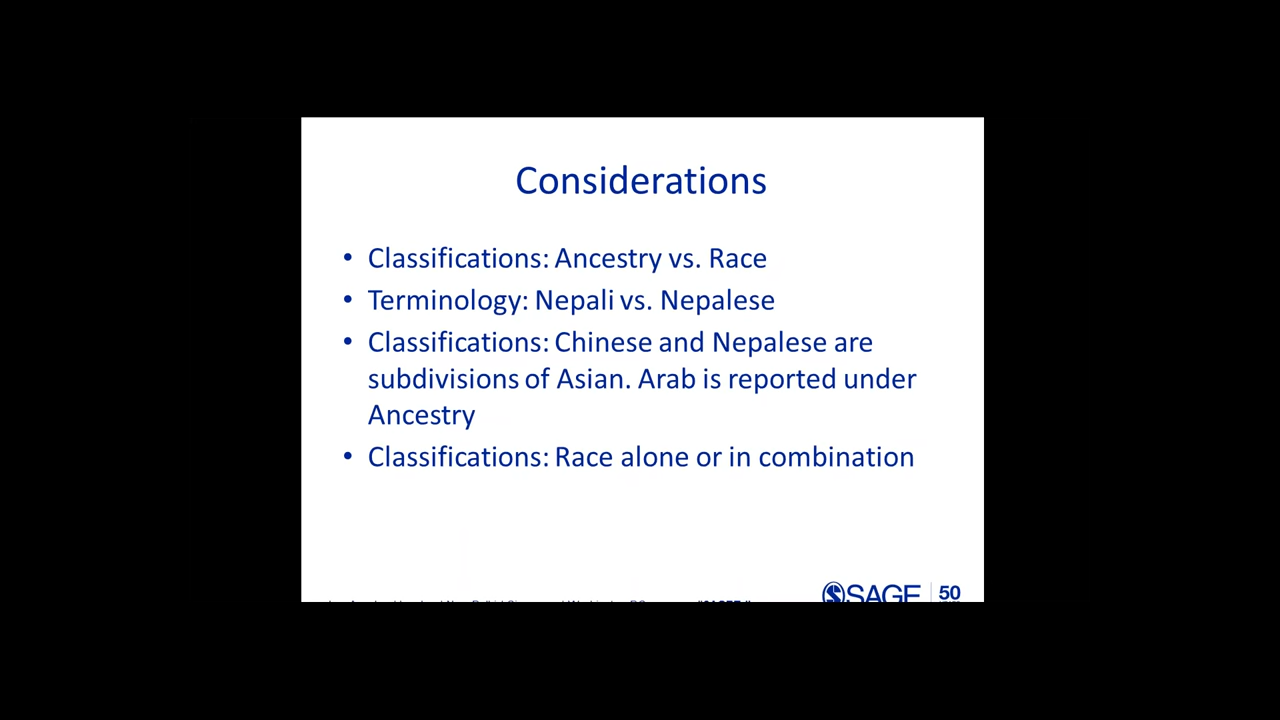 Considerations
• Classifications: Ancestry vs. Race
• Terminology: Nepali vs. Nepalese
• Classifications: Chinese and Nepalese are
subdivisions of Asian. Arab is reported under
Ancestry
• Classifications: Race alone or in combination
SAGE 50